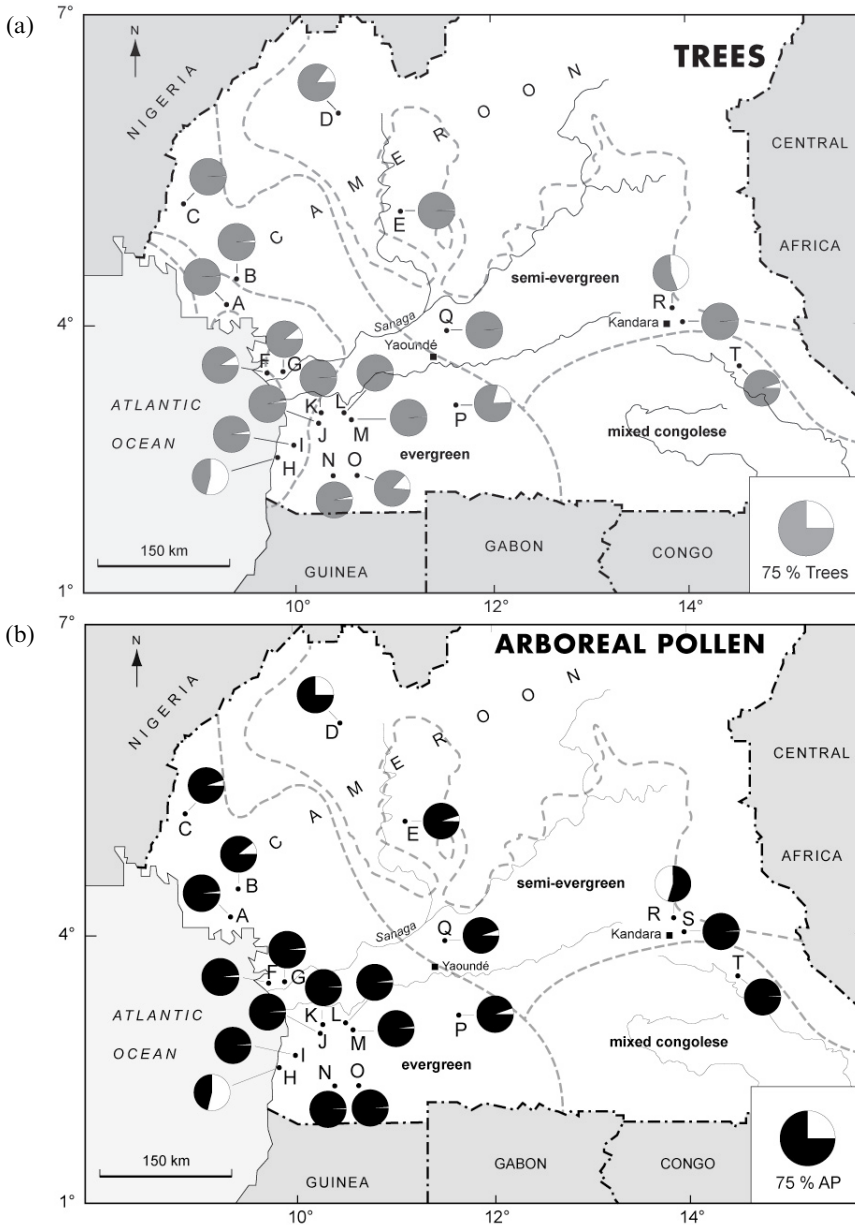 (a)
7°
N
TREES
NIGERIA
CAMEROON
D
CENTRAL
C
E
AFRICA
B
semi-evergreen
A
R
4°
Sanaga
Q
Kandara
Yaoundé
F
G
T
ATLANTIC
K
L
P
OCEAN
J
M
mixed congolese
I
evergreen
H
N
O
150 km
GABON
CONGO
75 % Trees
GUINEA
1°
10°
12°
14°
(b)
7°
N
ARBOREAL POLLEN
NIGERIA
CAMEROON
D
CENTRAL
C
E
AFRICA
B
semi-evergreen
A
R
S
4°
Sanaga
Q
Kandara
Yaoundé
F
G
T
ATLANTIC
K
L
P
OCEAN
J
M
mixed congolese
I
evergreen
H
N
O
150 km
GUINEA
GABON
CONGO
75 % AP
1°
10°
12°
14°